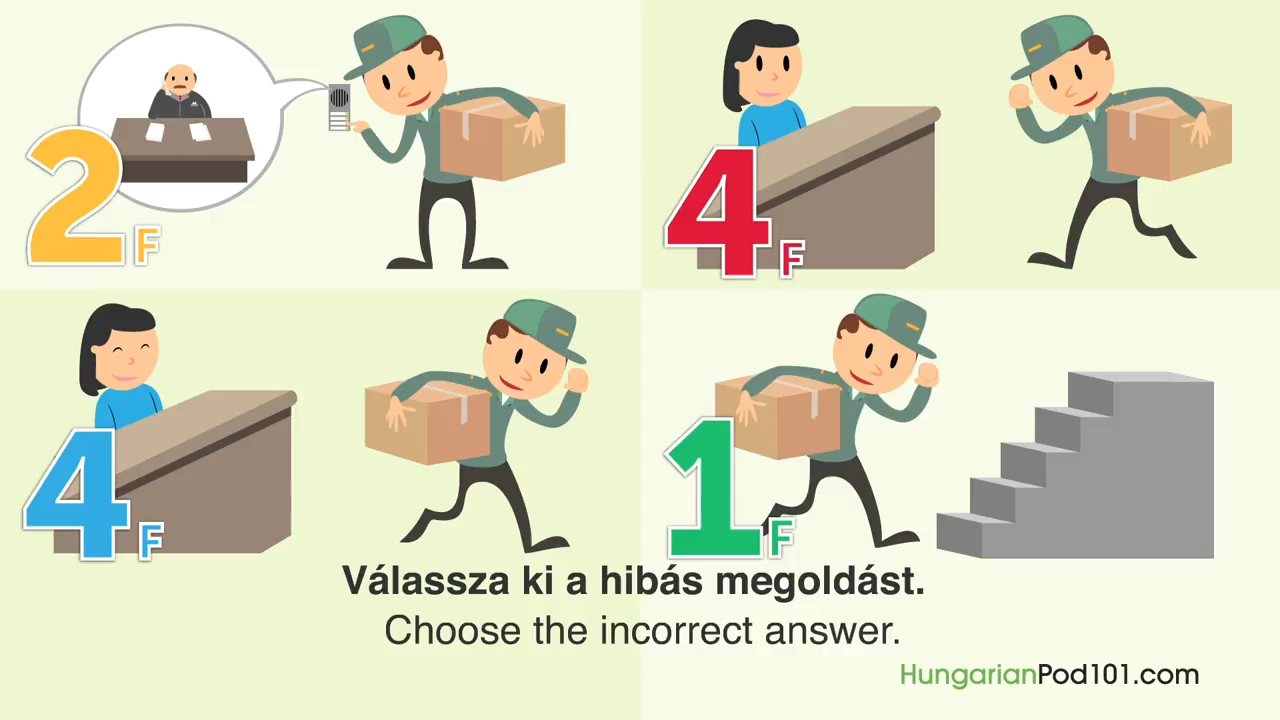 2F
4F
4F
1F
Válassza ki a hibás megoldást.
Choose the incorrect answer.
HungarianPod101.com